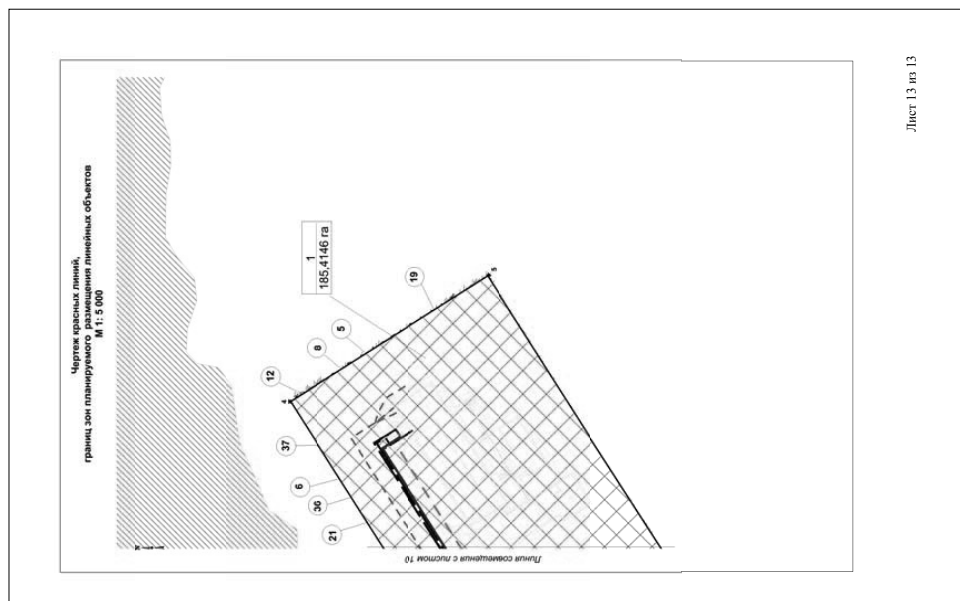 Лист 13 из 13
Чертеж красных линий,
границ зон планируемого размещения линейных объектов
М 1: 5 000
1
185,4146 га
19
5
8
12
4
5
37
6
36
21
Линия совмещения с листом 10